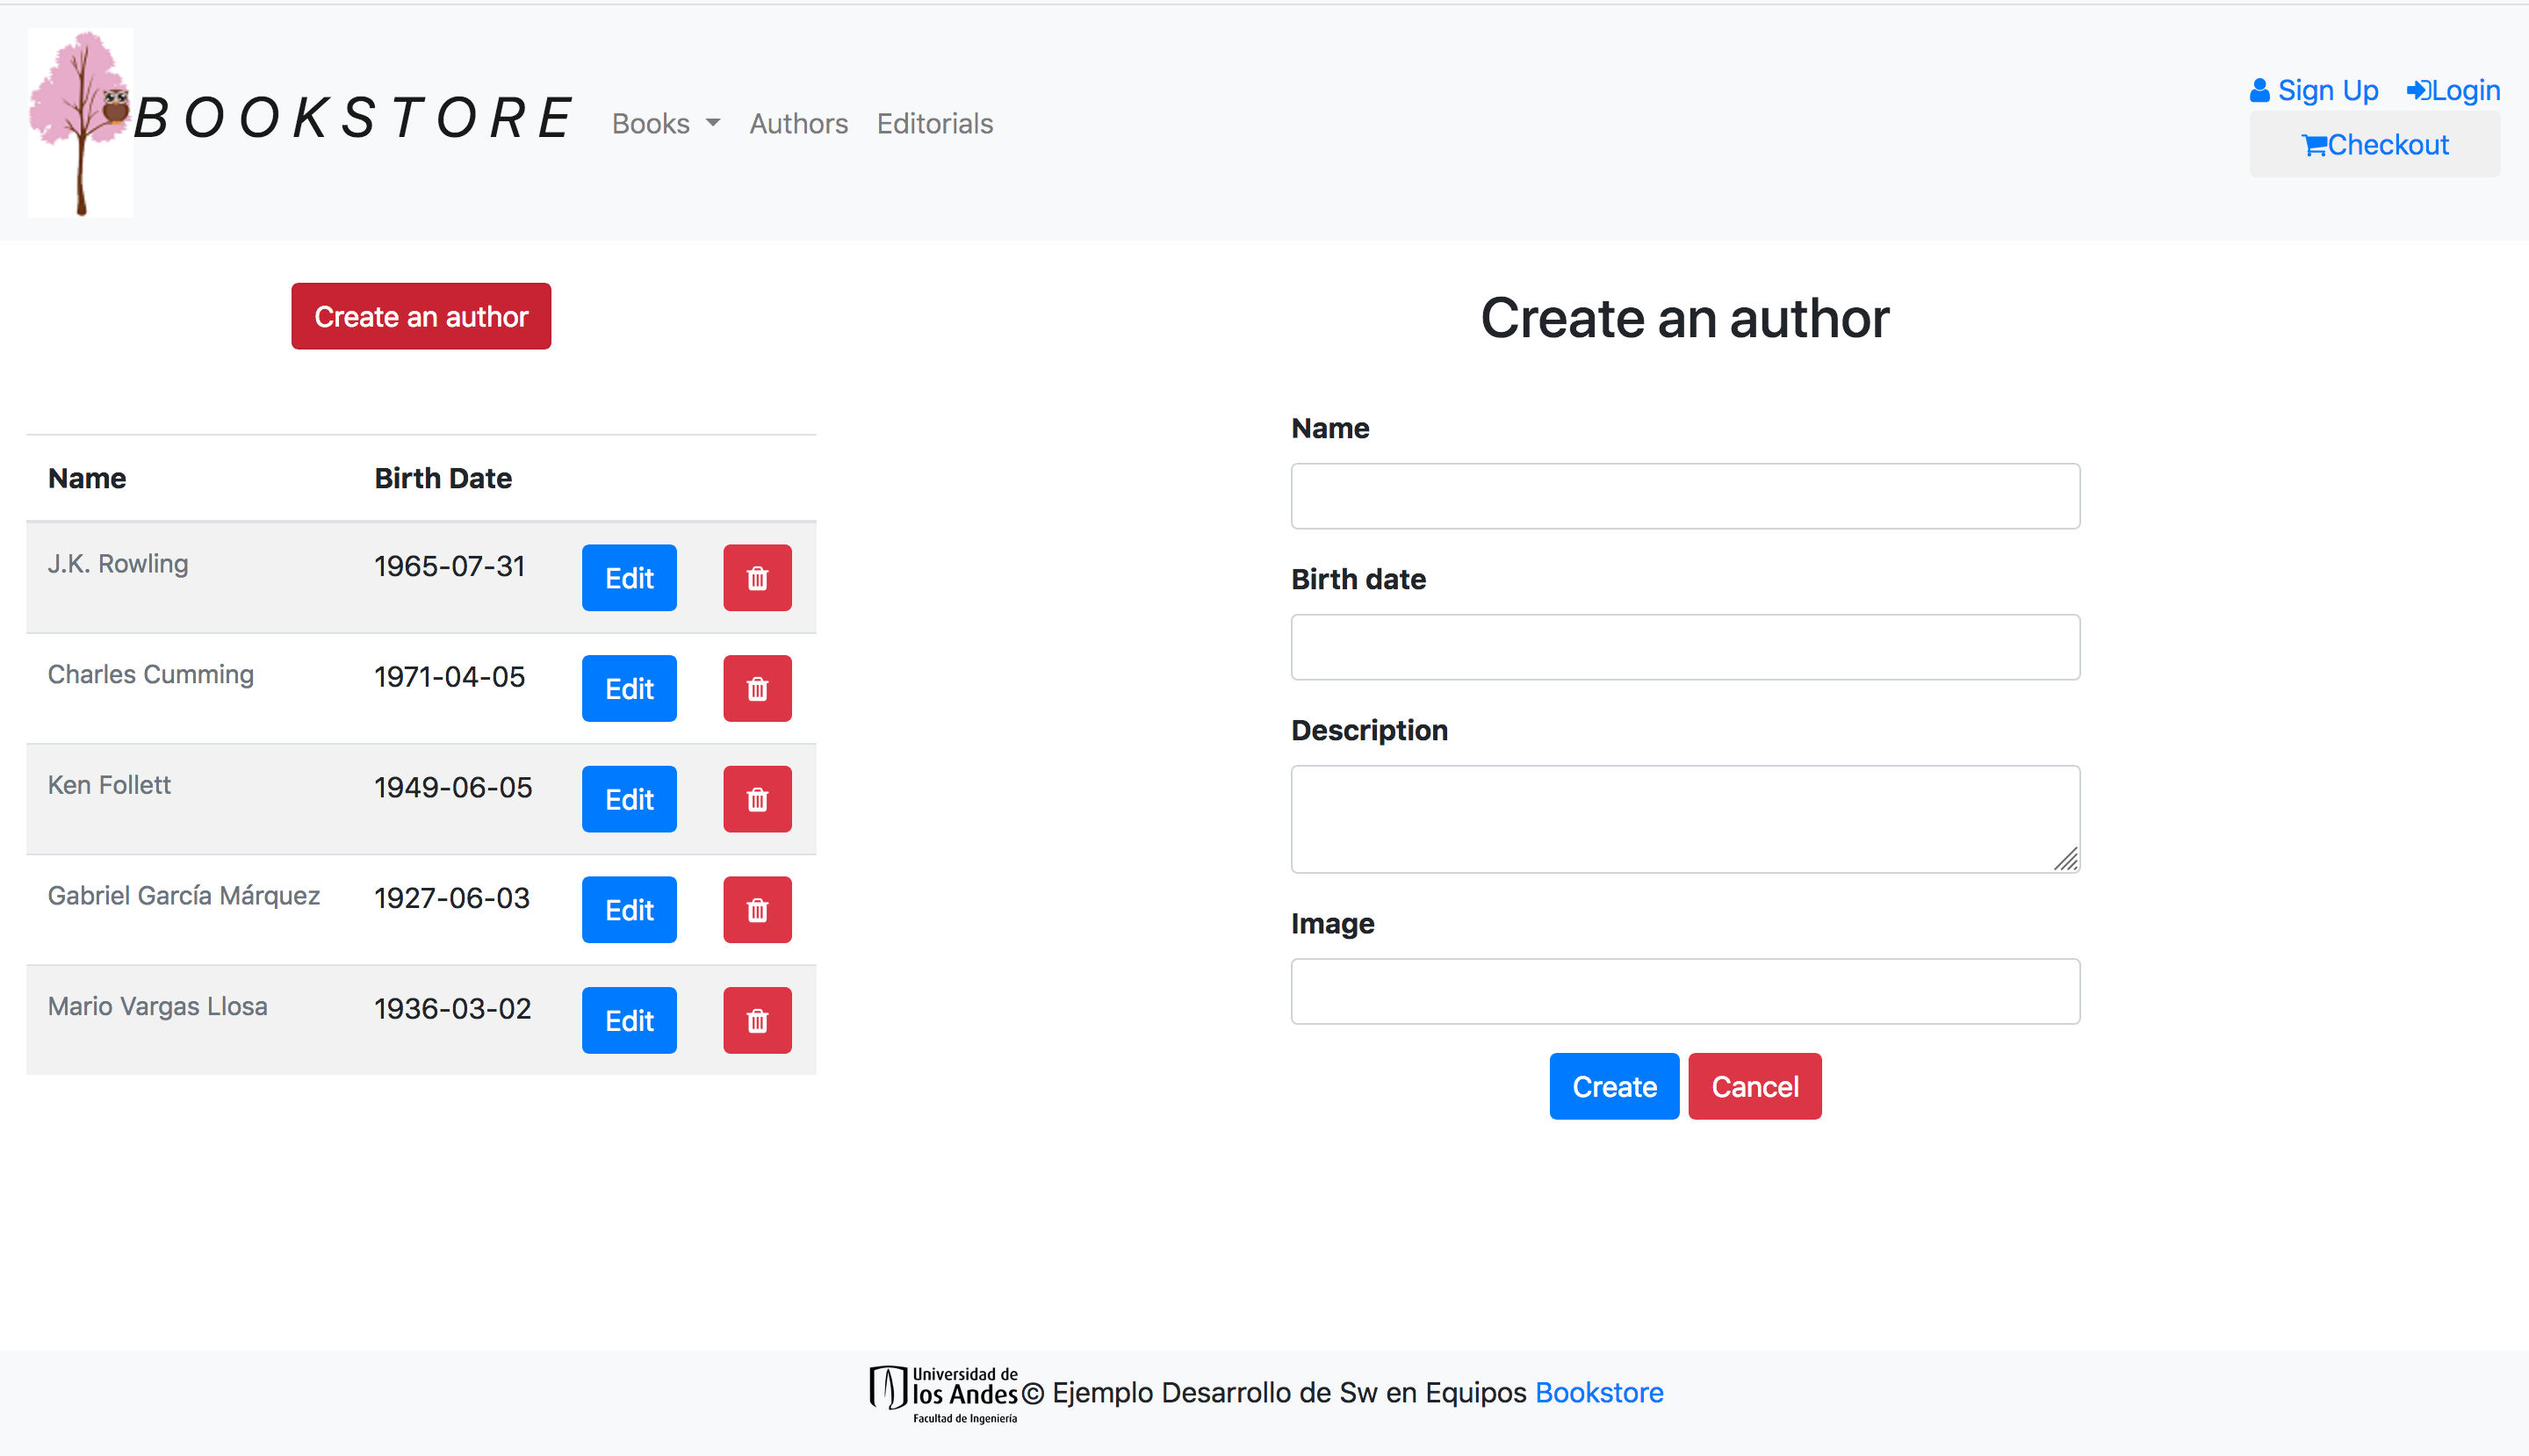 BOOKSTORE
Books Authors Editorials
Sign Up Login
Checkout
Create an author
Name Birth Date
J.K. Rowling 1965-07-31 Edit
Charles Cumming 1971-04-05 Edit
Ken Follett 1949-06-05 Edit
Gabriel García Márquez 1927-06-03 Edit
Mario Vargas Llosa 1936-03-02 Edit
Create an author
Name
Birth date
Description
Image
Create Cancel
Universidad de
los Andes
Facultad de Ingeniería
© Ejemplo Desarrollo de Sw en Equipos Bookstore